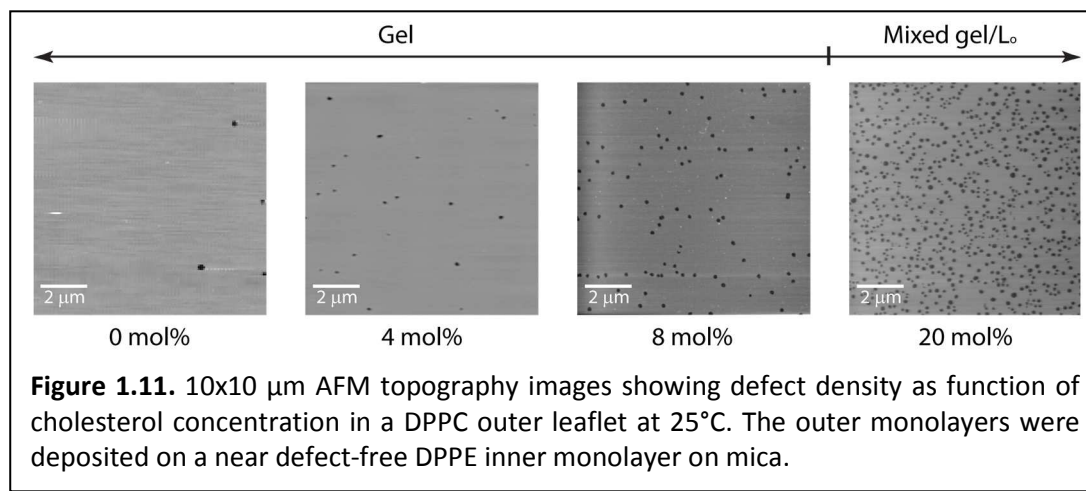 Gel Mixed gel/Lₒ
2 μm 2 μm 2 μm 2 μm
0 mol% 4 mol% 8 mol% 20 mol%
Figure 1.11. 10x10 μm AFM topography images showing defect density as function of
cholesterol concentration in a DPPC outer leaflet at 25°C. The outer monolayers were
deposited on a near defect-free DPPE inner monolayer on mica.